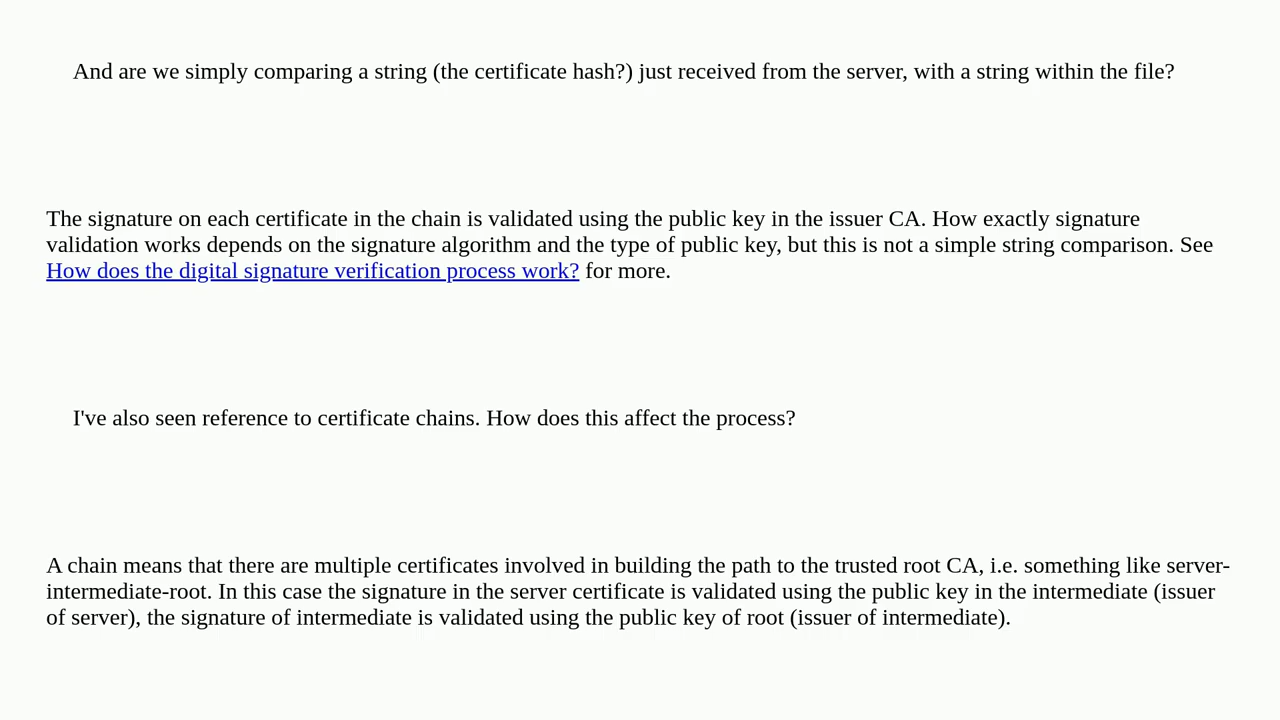 And are we simply comparing a string (the certificate hash?) just received from the server, with a string within the file?
The signature on each certificate in the chain is validated using the public key in the issuer CA. How exactly signature
validation works depends on the signature algorithm and the type of public key, but this is not a simple string comparison. See
How does the digital signature verification process work? for more.
I've also seen reference to certificate chains. How does this affect the process?
A chain means that there are multiple certificates involved in building the path to the trusted root CA, i.e. something like server-
intermediate-root. In this case the signature in the server certificate is validated using the public key in the intermediate (issuer
of server), the signature of intermediate is validated using the public key of root (issuer of intermediate).